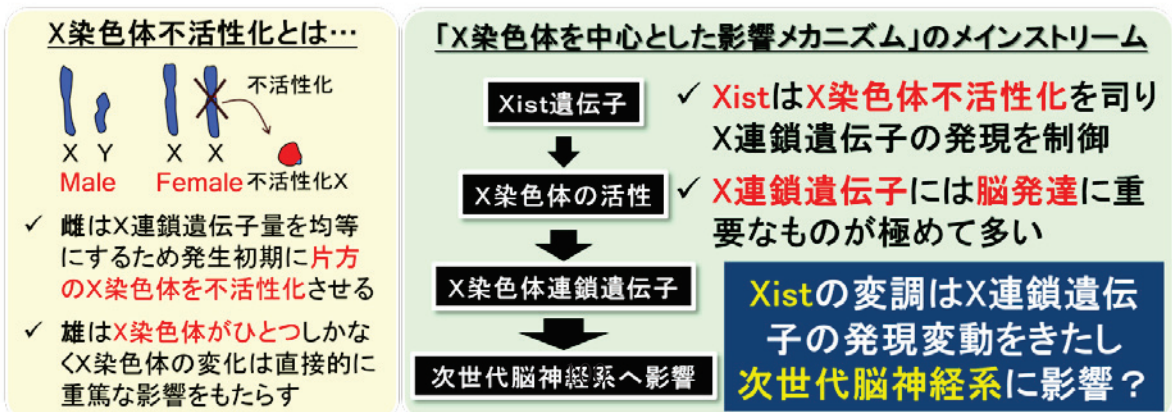 X染色体不活性化とは…
不活性化
X Y X X
Male Female 不活性化X
✓ 雌はX連鎖遺伝子量を均等
にするため発生初期に片方
のX染色体を不活性化させる
✓ 雄はX染色体がひとつしかな
くX染色体の変化は直接的に
重篤な影響をもたらす
「X染色体を中心とした影響メカニズム」のメインストリーム
Xist遺伝子
X染色体の活性
X染色体連鎖遺伝子
次世代脳神経系へ影響
✓ XistはX染色体不活性化を司り
X連鎖遺伝子の発現を制御
✓ X連鎖遺伝子には脳発達に重
要なものが極めて多い
Xistの変調はX連鎖遺伝
子の発現変動をきたし
次世代脳神経系に影響？